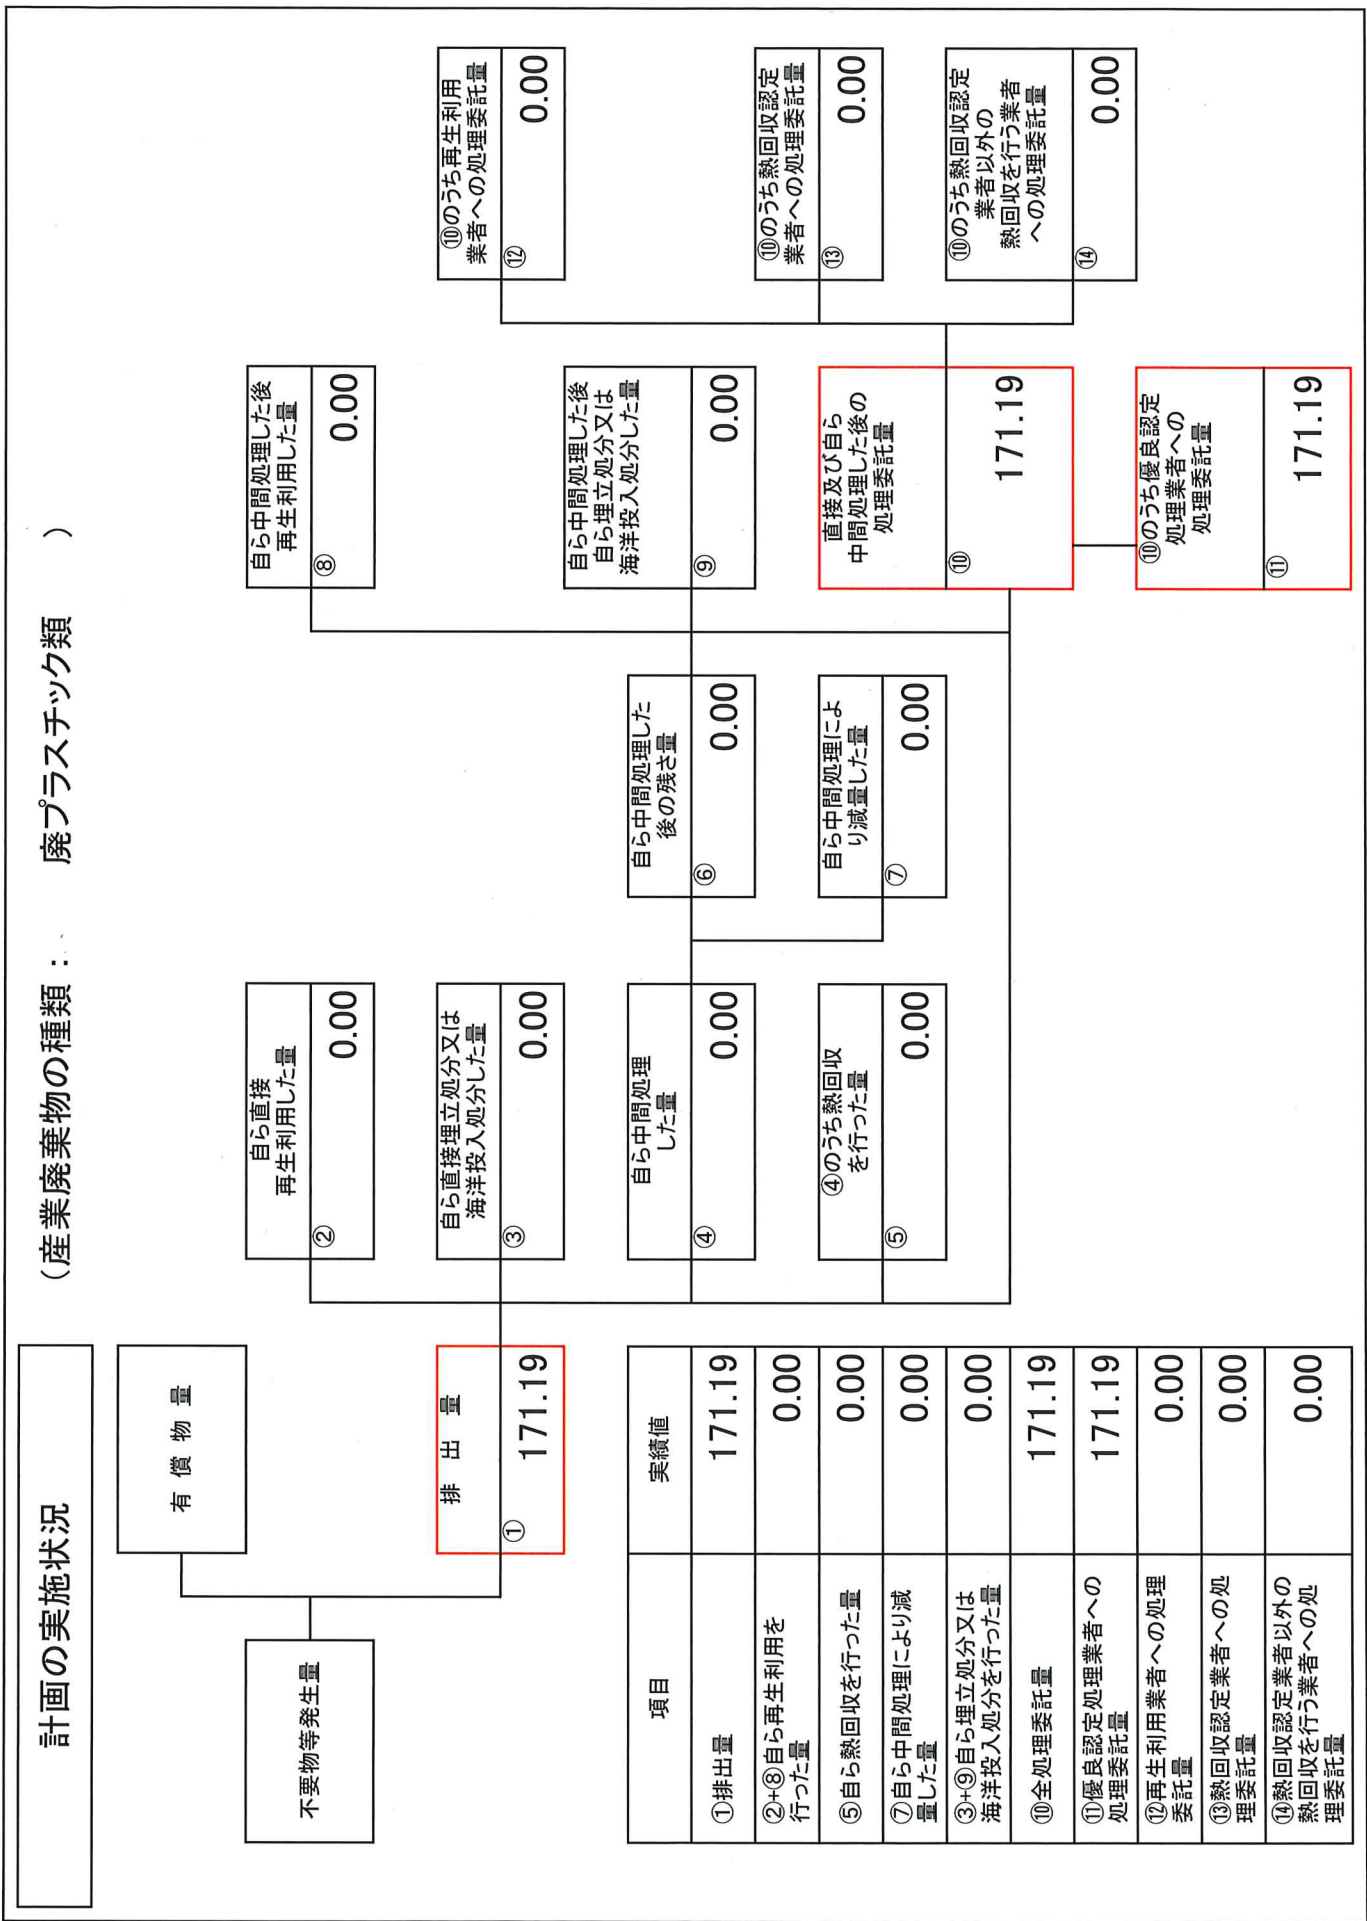 計画の実施状況
（産業廃棄物の種類：　廃プラスチック類　）
不要物等発生量
有償物量
排出量
① 171.19
自ら直接
再生利用した量
② 0.00
自ら直接埋立処分又は
海洋投入処分した量
③ 0.00
自ら中間処理
した量
④ 0.00
④のうち熱回収
を行った量
⑤ 0.00
自ら中間処理した
後の残さ量
⑥ 0.00
自ら中間処理によ
り減量した量
⑦ 0.00
自ら中間処理した後
再生利用した量
⑧ 0.00
自ら中間処理した後
自ら埋立処分又は
海洋投入処分した量
⑨ 0.00
直接及び自ら
中間処理した後の
処理委託量
⑩ 171.19
⑩のうち優良認定
処理業者への
処理委託量
⑪ 171.19
⑩のうち再生利用
業者への処理委託量
⑫ 0.00
⑩のうち熱回収認定
業者への処理委託量
⑬ 0.00
⑩のうち熱回収認定
業者以外の
熱回収を行う業者
への処理委託量
⑭ 0.00
項目 実績値
①排出量 171.19
②+⑧自ら再生利用を
行った量 0.00
⑤自ら熱回収を行った量 0.00
⑦自ら中間処理により減
量した量 0.00
③+⑨自ら埋立処分又は
海洋投入処分を行った量 0.00
⑩全処理委託量 171.19
⑪優良認定処理業者への
処理委託量 171.19
⑫再生利用業者への処理
委託量 0.00
⑬熱回収認定業者への処
理委託量 0.00
⑭熱回収認定業者以外の
熱回収を行う業者への処
理委託量 0.00